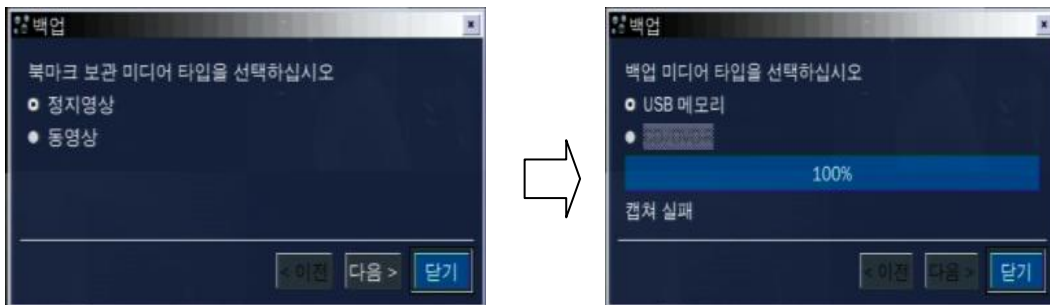 백업
북마크 보관 미디어 타입을 선택하십시오
정지영상
동영상
< 이전 다음 > 닫기
백업
백업 미디어 타입을 선택하십시오
USB 메모리
100%
캡쳐 실패
< 이전 다음 > 닫기